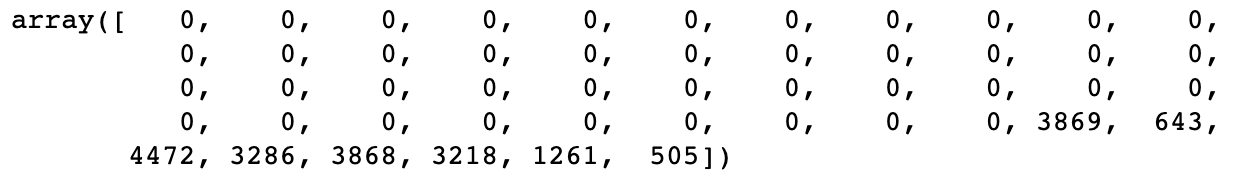 array([   0,    0,    0,    0,    0,    0,    0,    0,    0,    0,    0,
          0,    0,    0,    0,    0,    0,    0,    0,    0,    0,    0,
          0,    0,    0,    0,    0,    0,    0,    0,    0,    0,    0,
          0,    0,    0,    0,    0,    0,    0,    0,    0, 3869,  643,
       4472, 3286, 3868, 3218, 1261,  505])